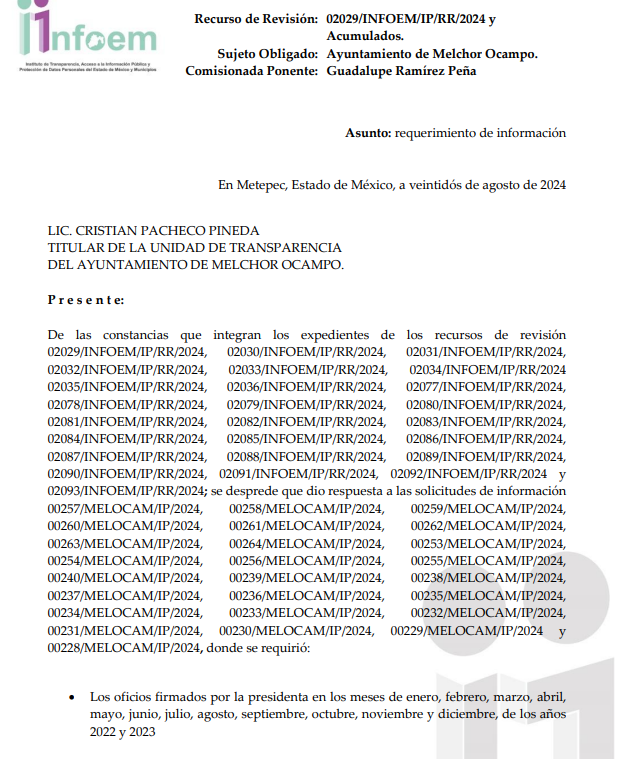 infoem
Instituto de Transparencia, Acceso a la Información Pública y
Protección de Datos Personales del Estado de México y Municipios
Recurso de Revisión: 02029/INFOEM/IP/RR/2024 y
Acumulados.
Sujeto Obligado: Ayuntamiento de Melchor Ocampo.
Comisionada Ponente: Guadalupe Ramírez Peña
Asunto: requerimiento de información
En Metepec, Estado de México, a veintidós de agosto de 2024
LIC. CRISTIAN PACHECO PINEDA
TITULAR DE LA UNIDAD DE TRANSPARENCIA
DEL AYUNTAMIENTO DE MELCHOR OCAMPO.
P r e s e n t e:
De las constancias que integran los expedientes de los recursos de revisión
02029/INFOEM/IP/RR/2024, 02030/INFOEM/IP/RR/2024, 02031/INFOEM/IP/RR/2024,
02032/INFOEM/IP/RR/2024, 02033/INFOEM/IP/RR/2024, 02034/INFOEM/IP/RR/2024
02035/INFOEM/IP/RR/2024, 02036/INFOEM/IP/RR/2024, 02077/INFOEM/IP/RR/2024,
02078/INFOEM/IP/RR/2024, 02079/INFOEM/IP/RR/2024, 02080/INFOEM/IP/RR/2024,
02081/INFOEM/IP/RR/2024, 02082/INFOEM/IP/RR/2024, 02083/INFOEM/IP/RR/2024,
02084/INFOEM/IP/RR/2024, 02085/INFOEM/IP/RR/2024, 02086/INFOEM/IP/RR/2024,
02087/INFOEM/IP/RR/2024, 02088/INFOEM/IP/RR/2024, 02089/INFOEM/IP/RR/2024,
02090/INFOEM/IP/RR/2024, 02091/INFOEM/IP/RR/2024, 02092/INFOEM/IP/RR/2024 y
02093/INFOEM/IP/RR/2024; se desprede que dio respuesta a las solicitudes de información
00257/MELOCAM/IP/2024, 00258/MELOCAM/IP/2024, 00259/MELOCAM/IP/2024,
00260/MELOCAM/IP/2024, 00261/MELOCAM/IP/2024, 00262/MELOCAM/IP/2024,
00263/MELOCAM/IP/2024, 00264/MELOCAM/IP/2024, 00253/MELOCAM/IP/2024,
00254/MELOCAM/IP/2024, 00256/MELOCAM/IP/2024, 00255/MELOCAM/IP/2024,
00240/MELOCAM/IP/2024, 00239/MELOCAM/IP/2024, 00238/MELOCAM/IP/2024,
00237/MELOCAM/IP/2024, 00236/MELOCAM/IP/2024, 00235/MELOCAM/IP/2024,
00234/MELOCAM/IP/2024, 00233/MELOCAM/IP/2024, 00232/MELOCAM/IP/2024,
00231/MELOCAM/IP/2024, 00230/MELOCAM/IP/2024, 00229/MELOCAM/IP/2024 y
00228/MELOCAM/IP/2024, donde se requirió:
• Los oficios firmados por la presidenta en los meses de enero, febrero, marzo, abril,
mayo, junio, julio, agosto, septiembre, octubre, noviembre y diciembre, de los años
2022 y 2023